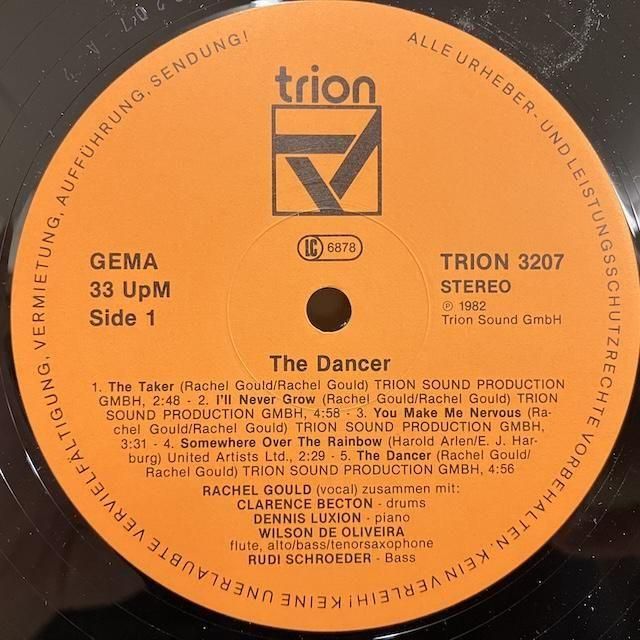 ALLE URHEBER- UND LEISTUNGSSCHUTZRECHTE VORBEHALTEN. KEIN VERLEIH! KEINE UNERLAUBTE VERVIELFÄLTIGUNG, VERMIETUNG, AUFFÜHRUNG, SENDUNG!
trion
LC 6878
GEMA
33 UpM
Side 1
TRION 3207
STEREO
℗ 1982
Trion Sound GmbH
The Dancer
1. The Taker (Rachel Gould/Rachel Gould) TRION SOUND PRODUCTION
GMBH, 2:48 - 2. I'll Never Grow (Rachel Gould/Rachel Gould) TRION
SOUND PRODUCTION GMBH, 4:58 - 3. You Make Me Nervous (Ra-
chel Gould/Rachel Gould) TRION SOUND PRODUCTION GMBH,
3:31 - 4. Somewhere Over The Rainbow (Harold Arlen/E. J. Har-
burg) United Artists Ltd., 2:29 - 5. The Dancer (Rachel Gould/
Rachel Gould) TRION SOUND PRODUCTION GMBH, 4:56
RACHEL GOULD (vocal) zusammen mit:
CLARENCE BECTON - drums
DENNIS LUXION - piano
WILSON DE OLIVEIRA
flute, alto/bass/tenorsaxophone
RUDI SCHROEDER - Bass